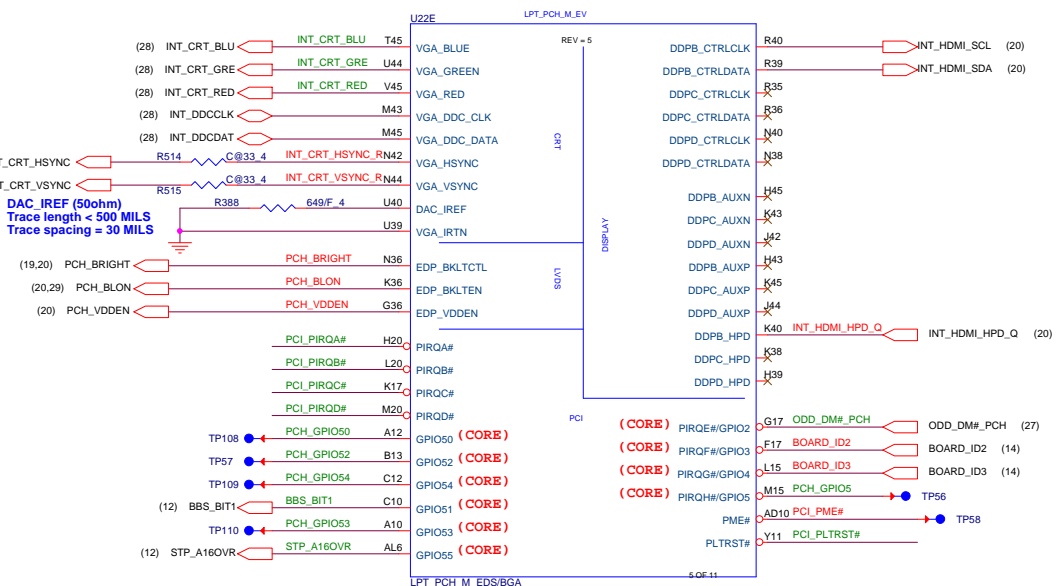 U22E LPT_PCH_M_EV
REV = 5
(28) INT_CRT_BLU INT_CRT_BLU T45 VGA_BLUE
(28) INT_CRT_GRE INT_CRT_GRE U44 VGA_GREEN
(28) INT_CRT_RED INT_CRT_RED V45 VGA_RED
(28) INT_DDCCLK M43 VGA_DDC_CLK
(28) INT_DDCDAT M45 VGA_DDC_DATA
T_CRT_HSYNC R514 C@33_4 INT_CRT_HSYNC_R N42 VGA_HSYNC
T_CRT_VSYNC R515 C@33_4 INT_CRT_VSYNC_R N44 VGA_VSYNC
DAC_IREF (50ohm)
Trace length < 500 MILS
Trace spacing = 30 MILS
R388 649/F_4 U40 DAC_IREF
U39 VGA_IRTN
(19,20) PCH_BRIGHT PCH_BRIGHT N36 EDP_BKLTCTL
(20,29) PCH_BLON PCH_BLON K36 EDP_BKLTEN
(20) PCH_VDDEN PCH_VDDEN G36 EDP_VDDEN
PCI_PIRQA# H20 PIRQA#
PCI_PIRQB# L20 PIRQB#
PCI_PIRQC# K17 PIRQC#
PCI_PIRQD# M20 PIRQD#
TP108 PCH_GPIO50 A12 GPIO50 (CORE)
TP57 PCH_GPIO52 B13 GPIO52 (CORE)
TP109 PCH_GPIO54 C12 GPIO54 (CORE)
(12) BBS_BIT1 BBS_BIT1 C10 GPIO51 (CORE)
TP110 PCH_GPIO53 A10 GPIO53 (CORE)
(12) STP_A16OVR STP_A16OVR AL6 GPIO55 (CORE)
CRT
LVDS
DISPLAY
PCI
DDPB_CTRLCLK R40 INT_HDMI_SCL (20)
DDPB_CTRLDATA R39 INT_HDMI_SDA (20)
DDPC_CTRLCLK R35
DDPC_CTRLDATA R36
DDPD_CTRLCLK N40
DDPD_CTRLDATA N38
DDPB_AUXN H45
DDPC_AUXN K43
DDPD_AUXN J42
DDPB_AUXP H43
DDPC_AUXP K45
DDPD_AUXP J44
DDPB_HPD K40 INT_HDMI_HPD_Q INT_HDMI_HPD_Q (20)
DDPC_HPD K38
DDPD_HPD H39
(CORE) PIRQE#/GPIO2 G17 ODD_DM#_PCH ODD_DM#_PCH (27)
(CORE) PIRQF#/GPIO3 F17 BOARD_ID2 BOARD_ID2 (14)
(CORE) PIRQG#/GPIO4 L15 BOARD_ID3 BOARD_ID3 (14)
(CORE) PIRQH#/GPIO5 M15 PCH_GPIO5 TP56
PME# AD10 PCI_PME# TP58
PLTRST# Y11 PCI_PLTRST#
LPT_PCH_M_EDS/BGA 5 OF 11